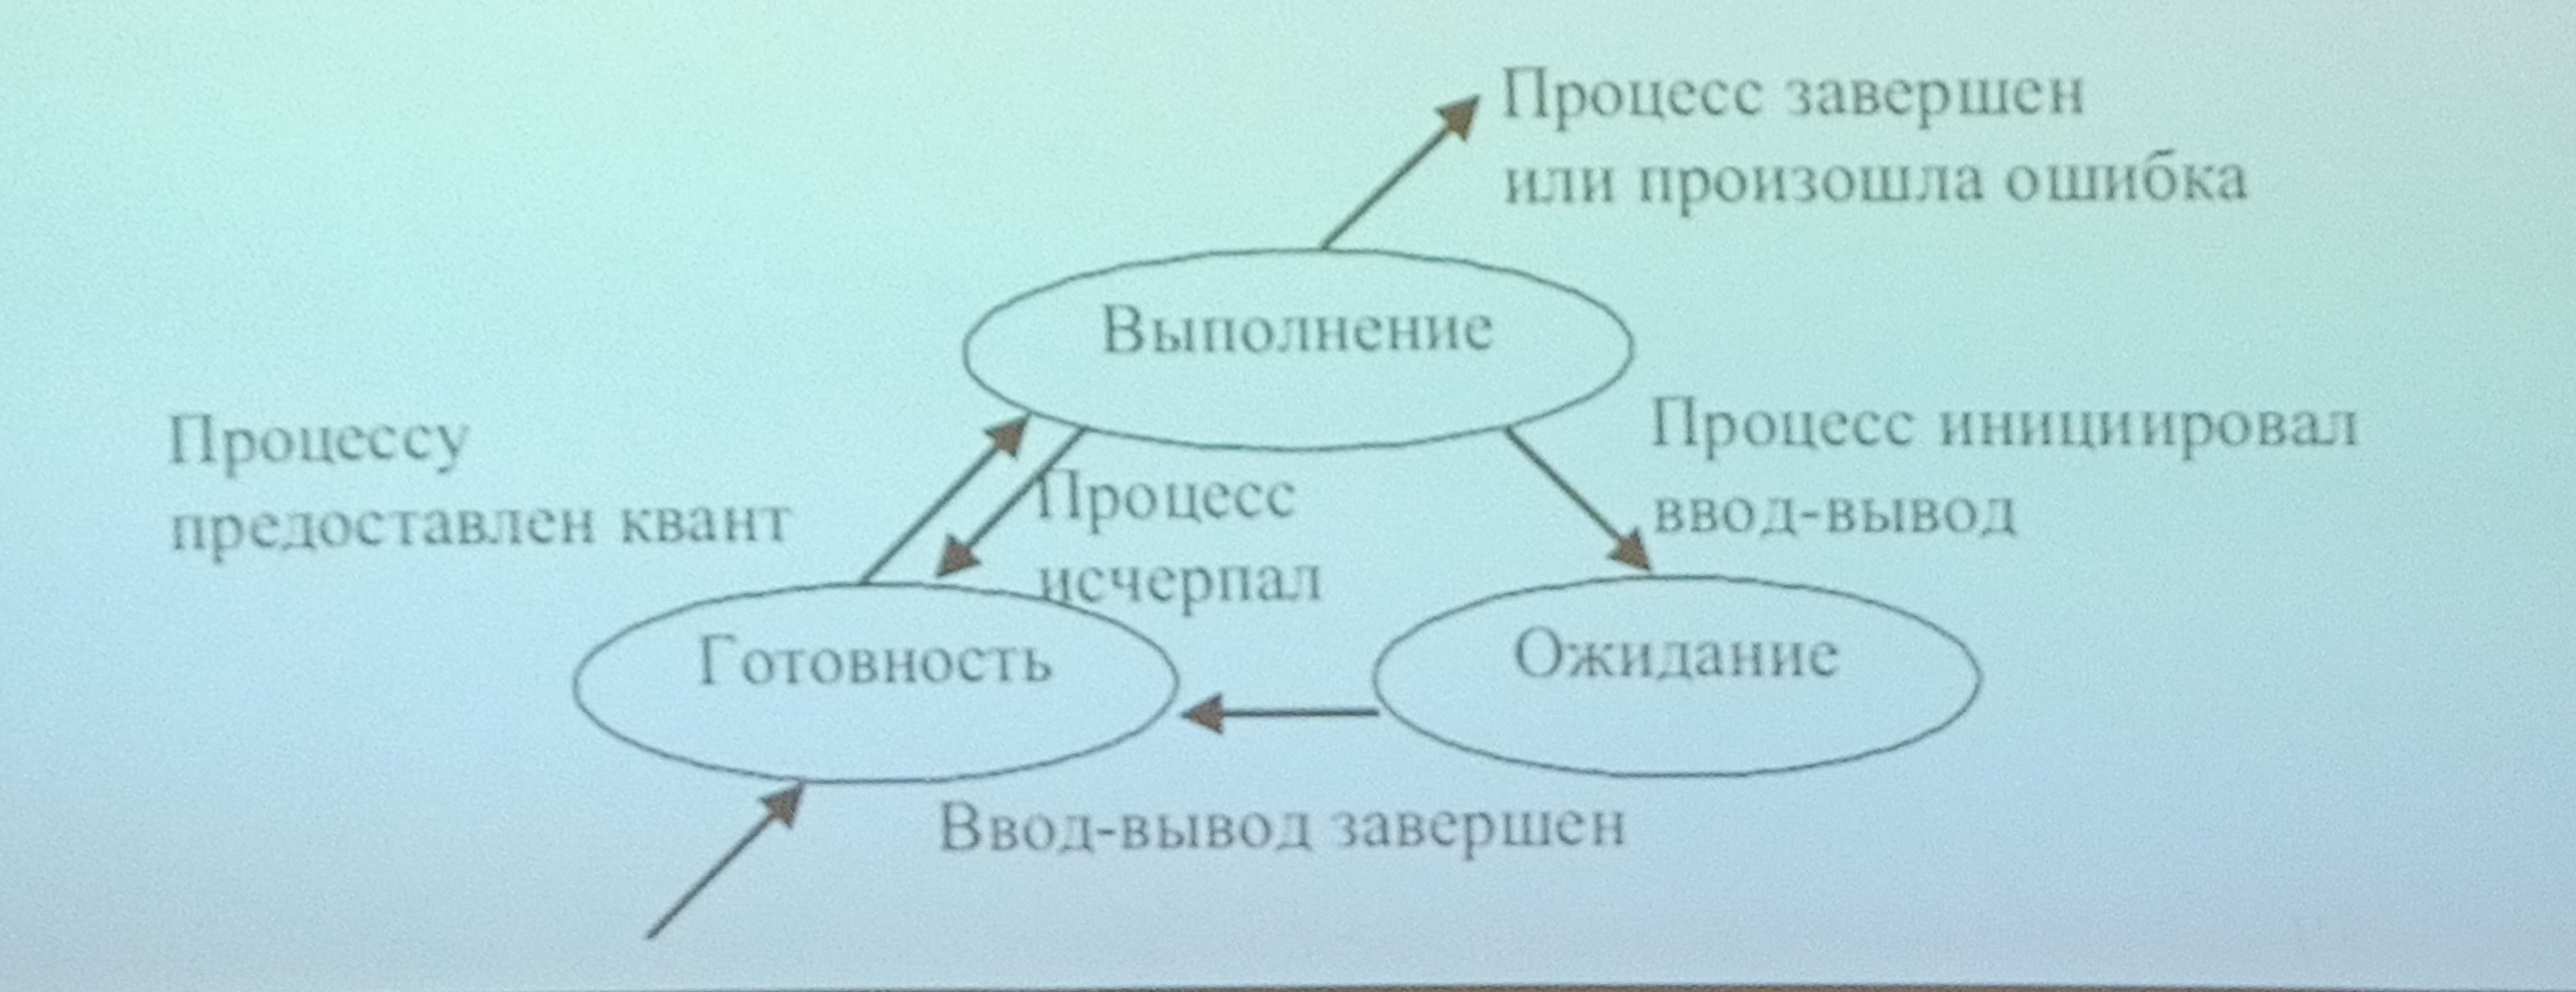 Процесс завершен
или произошла ошибка
Выполнение
Процессу
предоставлен квант
Процесс
исчерпал
Процесс инициировал
ввод-вывод
Готовность
Ожидание
Ввод-вывод завершен